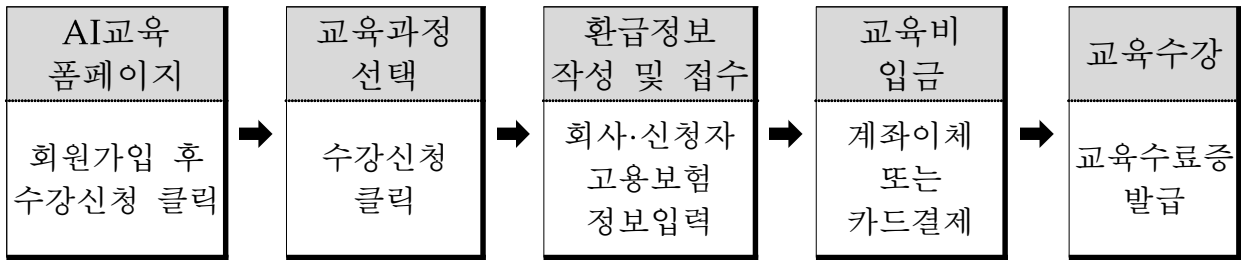 AI교육
폼페이지
회원가입 후
수강신청 클릭
교육과정
선택
수강신청
클릭
환급정보
작성 및 접수
회사·신청자
고용보험
정보입력
교육비
입금
계좌이체
또는
카드결제
교육수강
교육수료증
발급